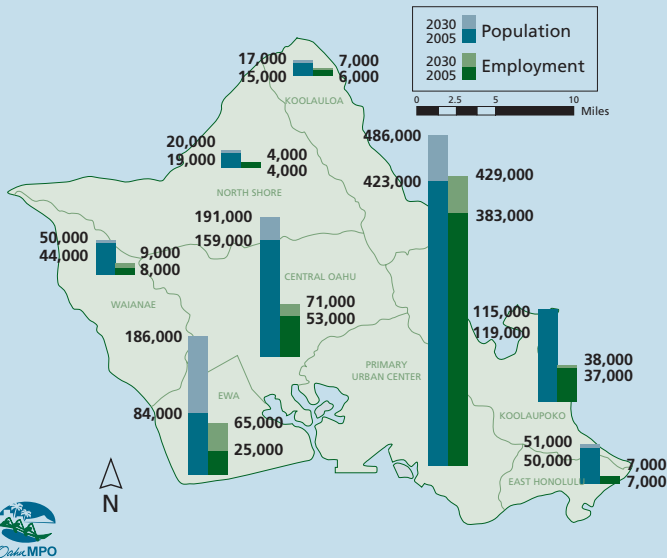 2030
2005 Population
2030
2005 Employment
0 2.5 5 10
Miles
17,000 7,000
15,000 6,000
KOOLAULOA
20,000 4,000
19,000 4,000
NORTH SHORE
486,000 429,000
423,000 383,000
191,000 71,000
159,000 53,000
CENTRAL OAHU
50,000 9,000
44,000 8,000
WAIANAE
186,000 65,000
84,000 25,000
EWA
PRIMARY
URBAN CENTER
115,000 38,000
119,000 37,000
KOOLAUPOKO
51,000 7,000
50,000 7,000
EAST HONOLULU
N
OahuMPO